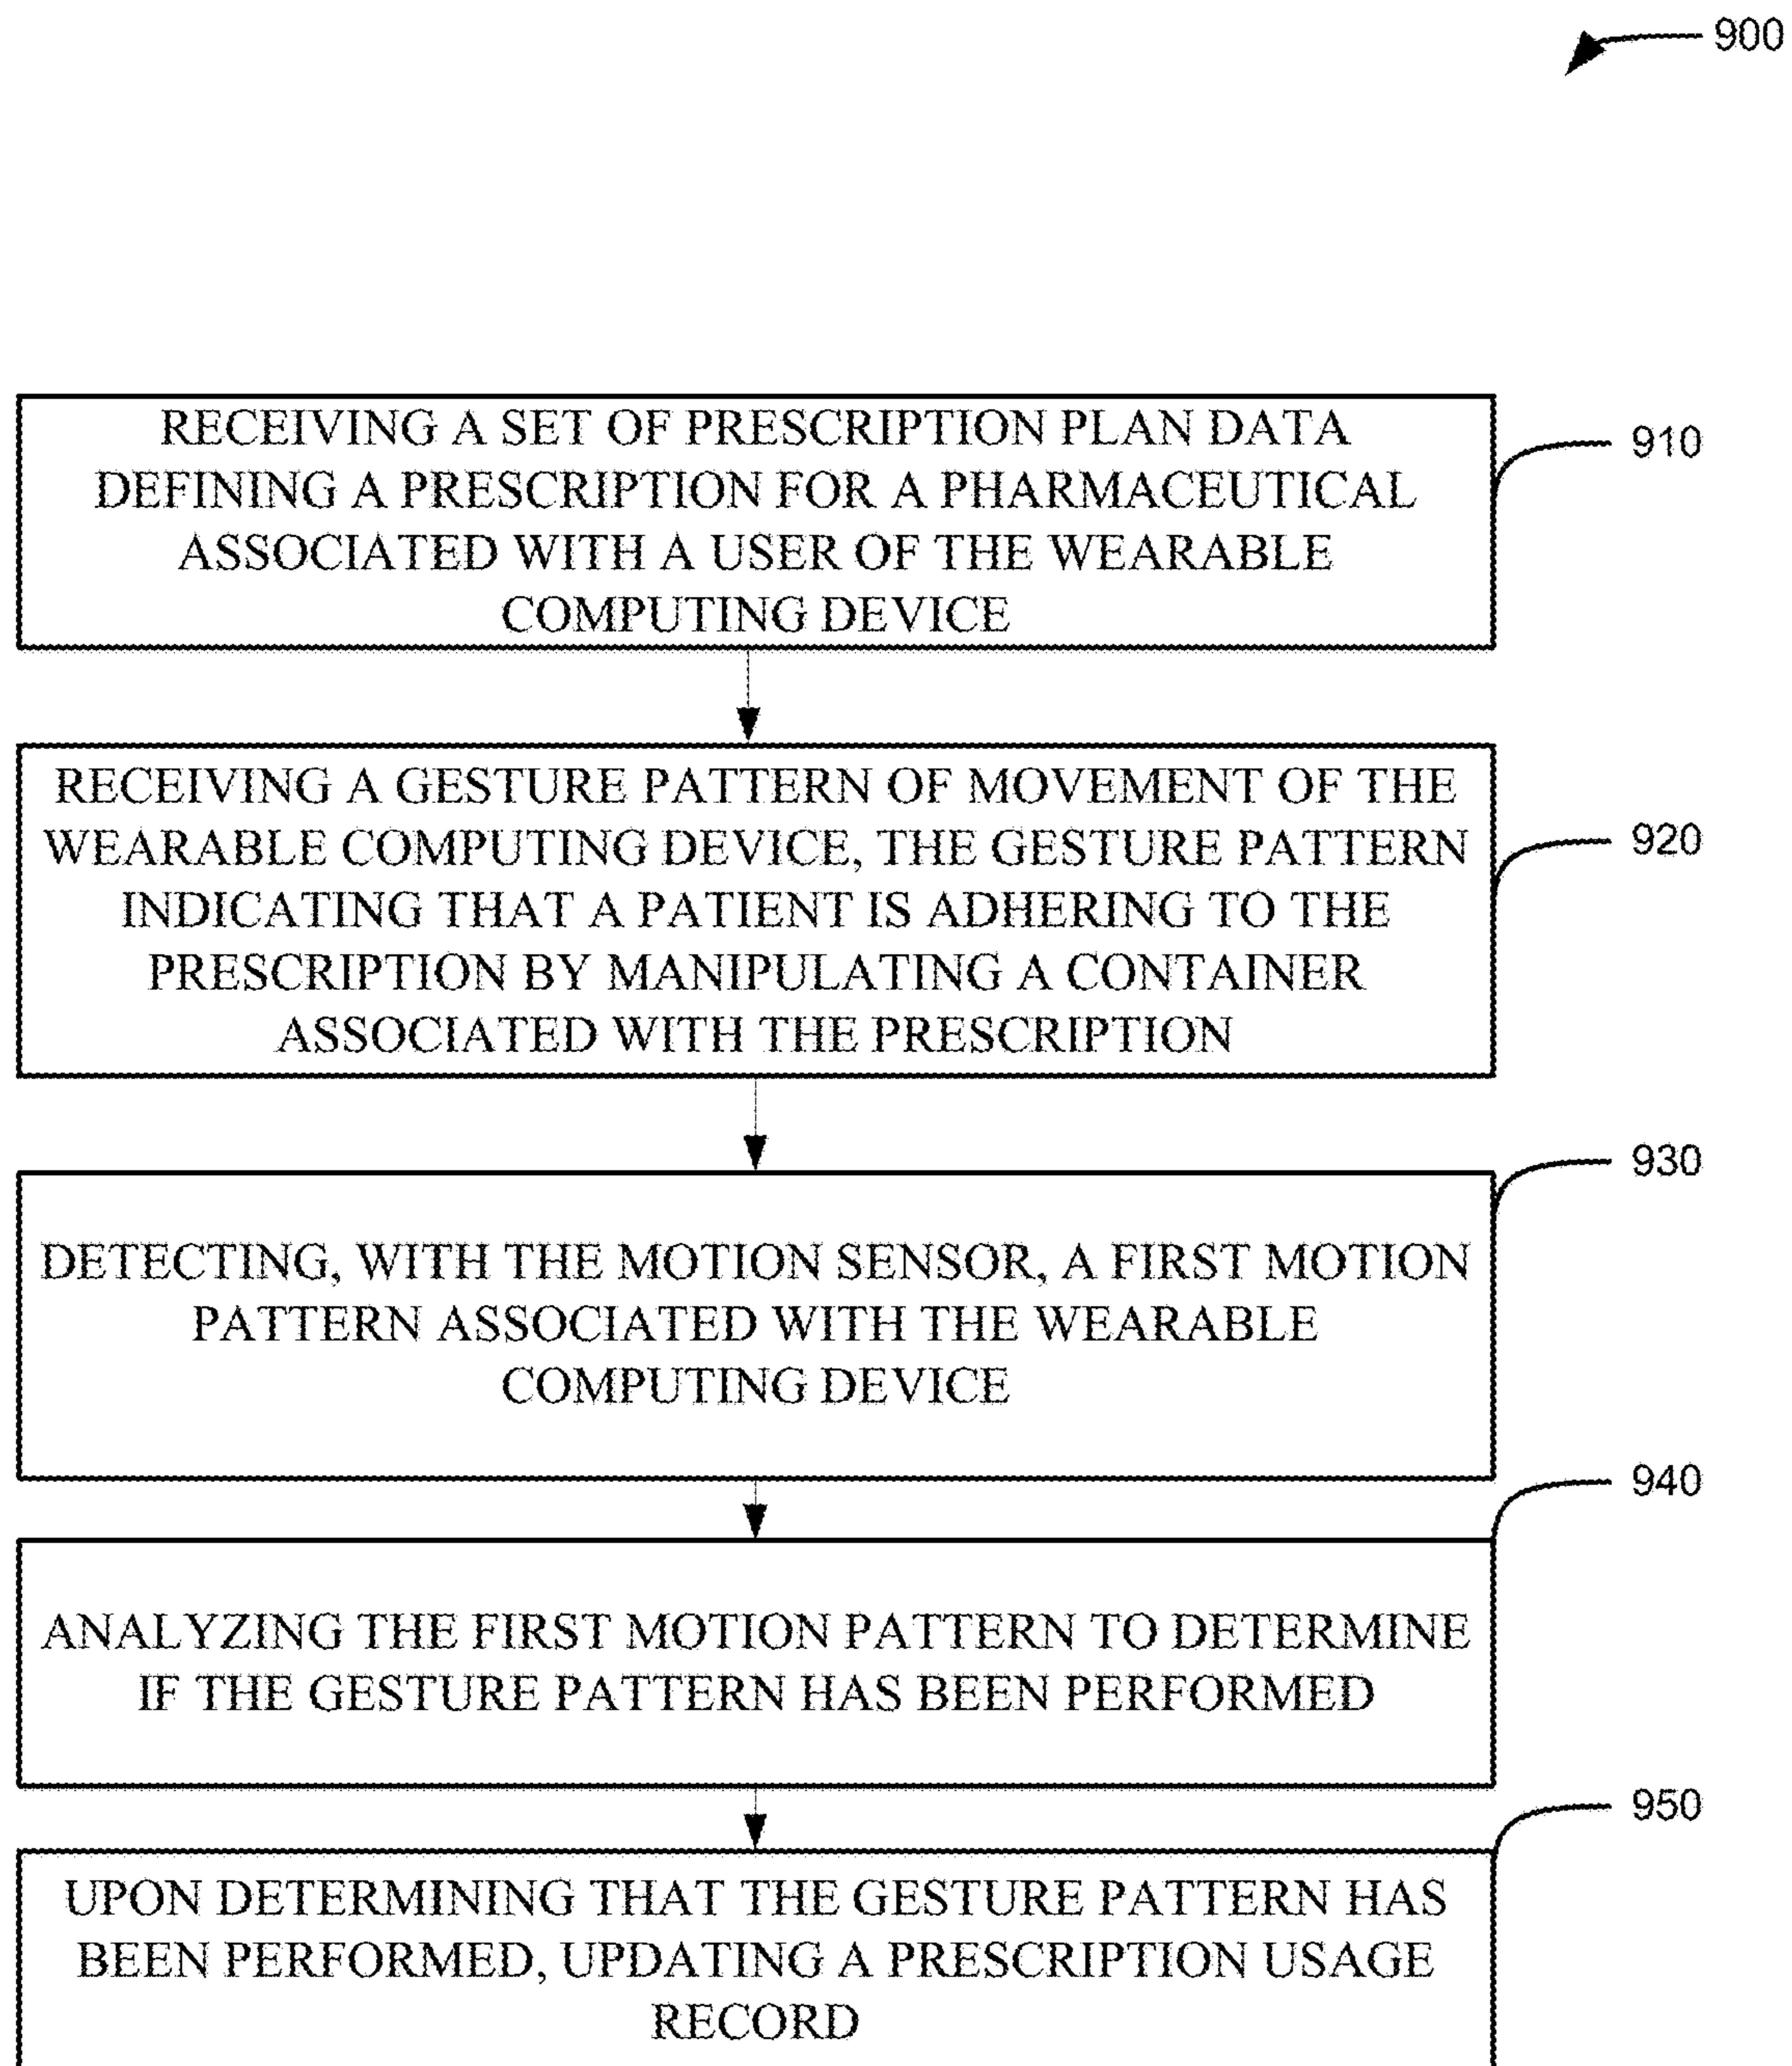 900
RECEIVING A SET OF PRESCRIPTION PLAN DATA
DEFINING A PRESCRIPTION FOR A PHARMACEUTICAL
ASSOCIATED WITH A USER OF THE WEARABLE
COMPUTING DEVICE
910
RECEIVING A GESTURE PATTERN OF MOVEMENT OF THE
WEARABLE COMPUTING DEVICE, THE GESTURE PATTERN
INDICATING THAT A PATIENT IS ADHERING TO THE
PRESCRIPTION BY MANIPULATING A CONTAINER
ASSOCIATED WITH THE PRESCRIPTION
920
DETECTING, WITH THE MOTION SENSOR, A FIRST MOTION
PATTERN ASSOCIATED WITH THE WEARABLE
COMPUTING DEVICE
930
ANALYZING THE FIRST MOTION PATTERN TO DETERMINE
IF THE GESTURE PATTERN HAS BEEN PERFORMED
940
UPON DETERMINING THAT THE GESTURE PATTERN HAS
BEEN PERFORMED, UPDATING A PRESCRIPTION USAGE
RECORD
950